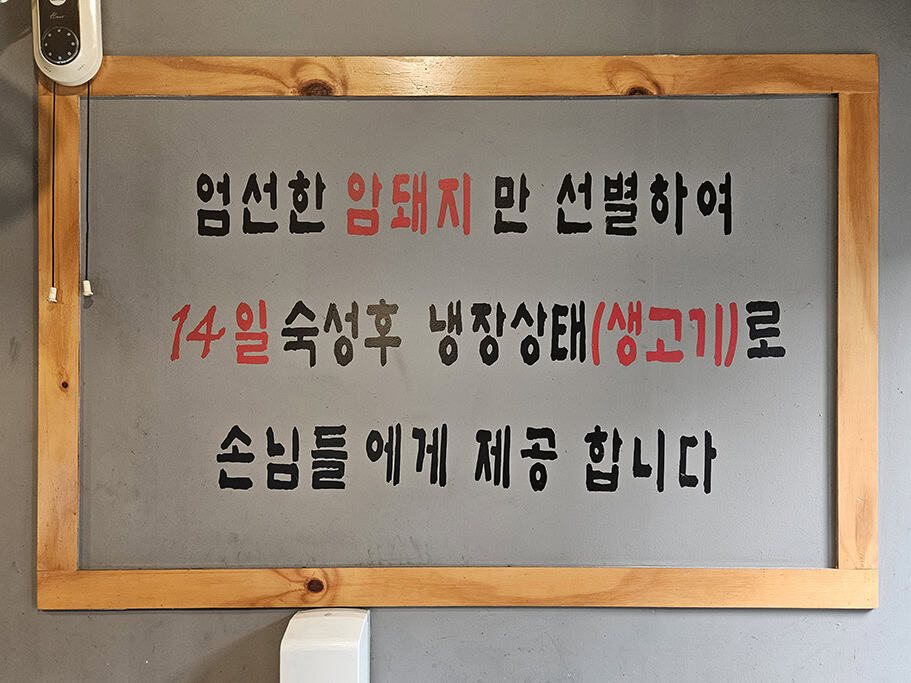 엄선한 암돼지 만 선별하여
14일 숙성후 냉장상태(생고기)로
손님들에게 제공 합니다